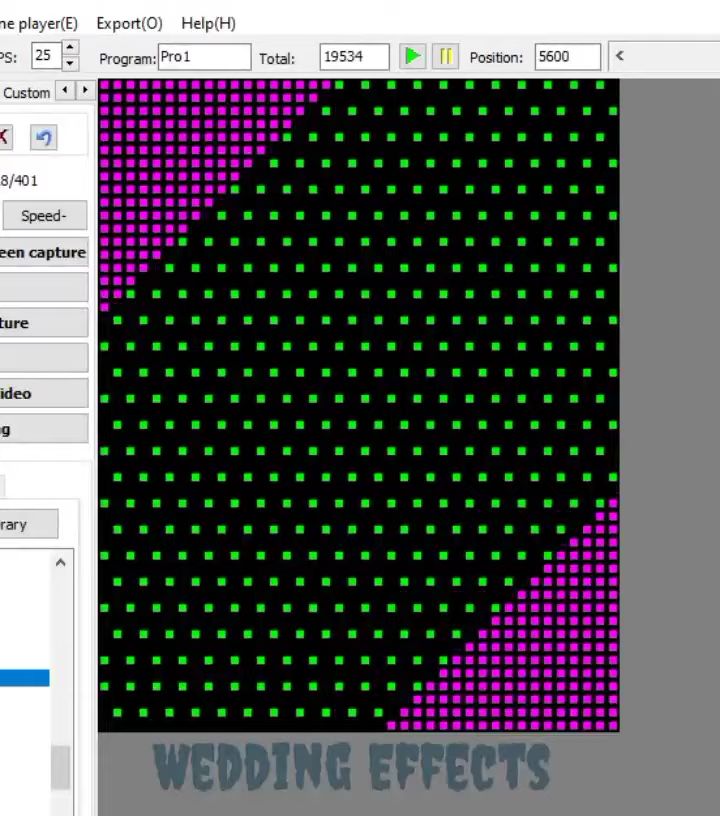 ne player(E) Export(O) Help(H)
PS: 25 Program: Pro1 Total: 19534 Position: 5600 <
Custom
8/401
Speed-
een capture
ture
ideo
g
rary
WEDDING EFFECTS